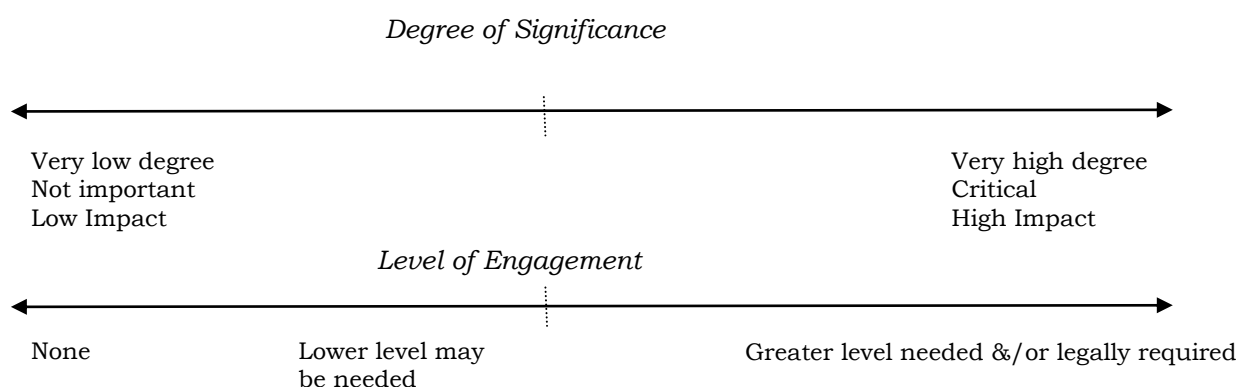 Degree of Significance
Very low degree
Not important
Low Impact
Very high degree
Critical
High Impact
Level of Engagement
None
Lower level may
be needed
Greater level needed &/or legally required